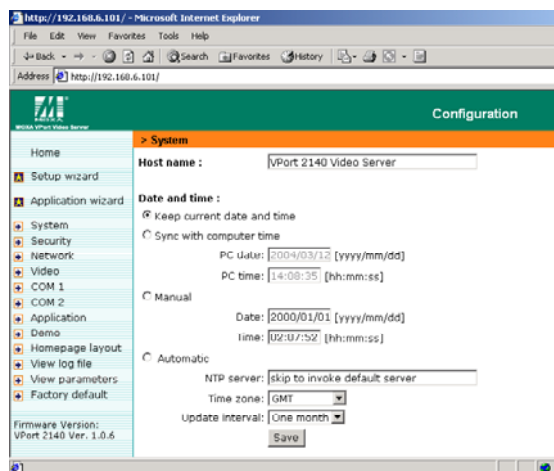 http://192.168.6.101/ - Microsoft Internet Explorer
File Edit View Favorites Tools Help
Back Search Favorites History
Address http://192.168.6.101/
MOXA VPort Video Server
Configuration
> System
Home
Setup wizard
Application wizard
System
Security
Network
Video
COM 1
COM 2
Application
Demo
Homepage layout
View log file
View parameters
Factory default
Firmware Version:
VPort 2140 Ver. 1.0.6
Host name : VPort 2140 Video Server
Date and time :
Keep current date and time
Sync with computer time
PC date: 2004/03/12 [yyyy/mm/dd]
PC time: 14:08:35 [hh:mm:ss]
Manual
Date: 2000/01/01 [yyyy/mm/dd]
Time: 02:07:52 [hh:mm:ss]
Automatic
NTP server: skip to invoke default server
Time zone: GMT
Update interval: One month
Save